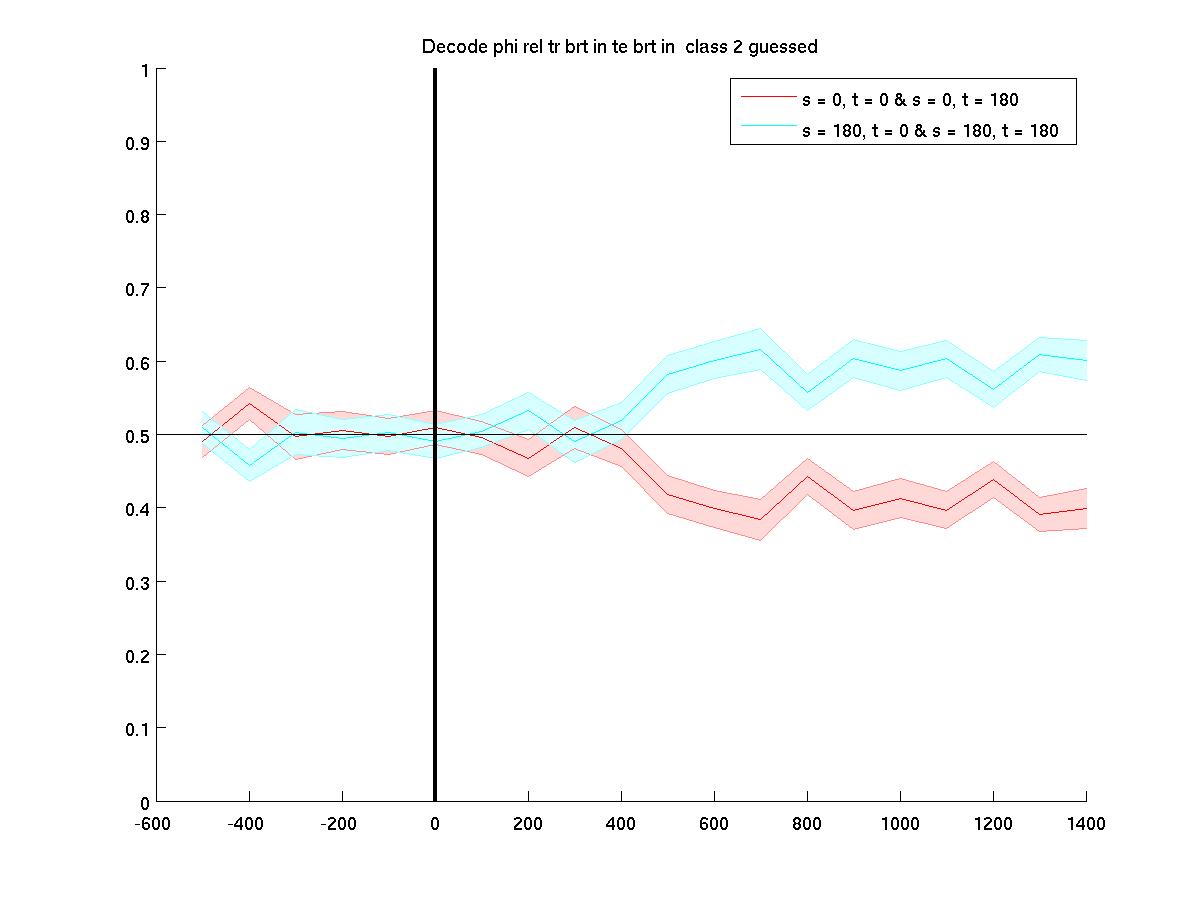 Decode phi rel tr brt in te brt in  class 2 guessed
s = 0, t = 0 & s = 0, t = 180
s = 180, t = 0 & s = 180, t = 180
1
0.9
0.8
0.7
0.6
0.5
0.4
0.3
0.2
0.1
0
-600 -400 -200 0 200 400 600 800 1000 1200 1400